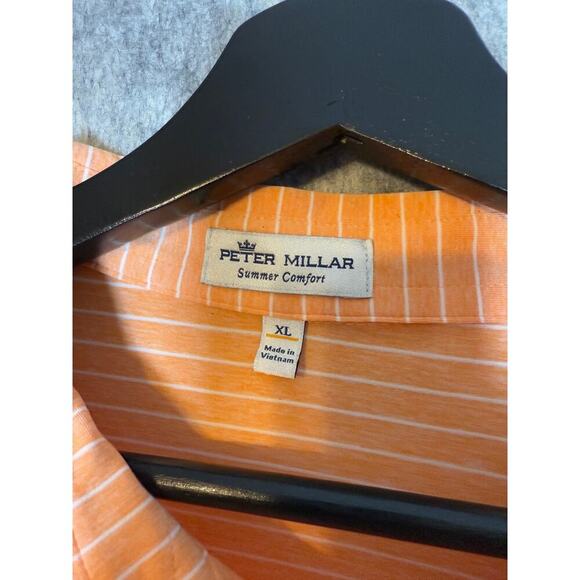 PETER MILLAR
Summer Comfort
XL
Made in
Vietnam